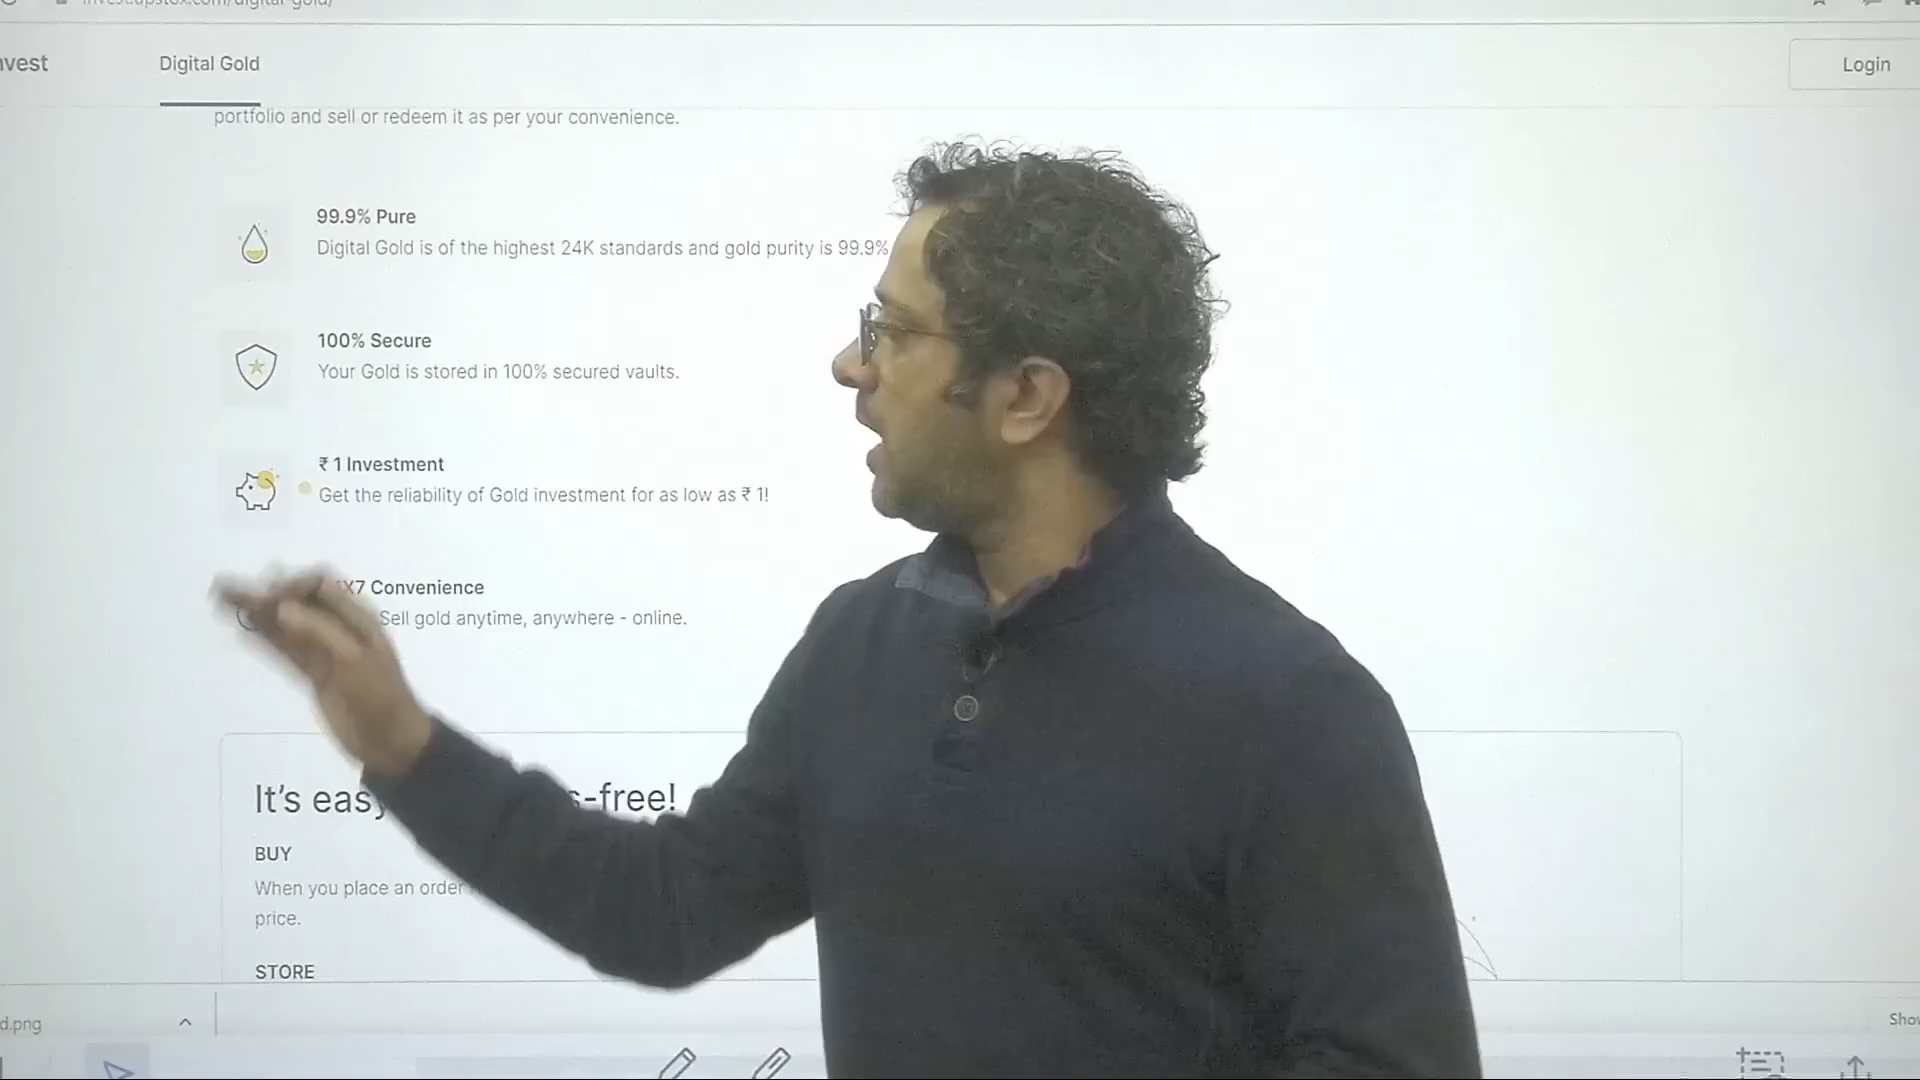 Digital Gold
Login
portfolio and sell or redeem it as per your convenience.
99.9% Pure
Digital Gold is of the highest 24K standards and gold purity is 99.9%
100% Secure
Your Gold is stored in 100% secured vaults.
₹ 1 Investment
Get the reliability of Gold investment for as low as ₹ 1!
X7 Convenience
Sell gold anytime, anywhere - online.
It's easy s-free!
BUY
When you place an order
price.
STORE
d.png